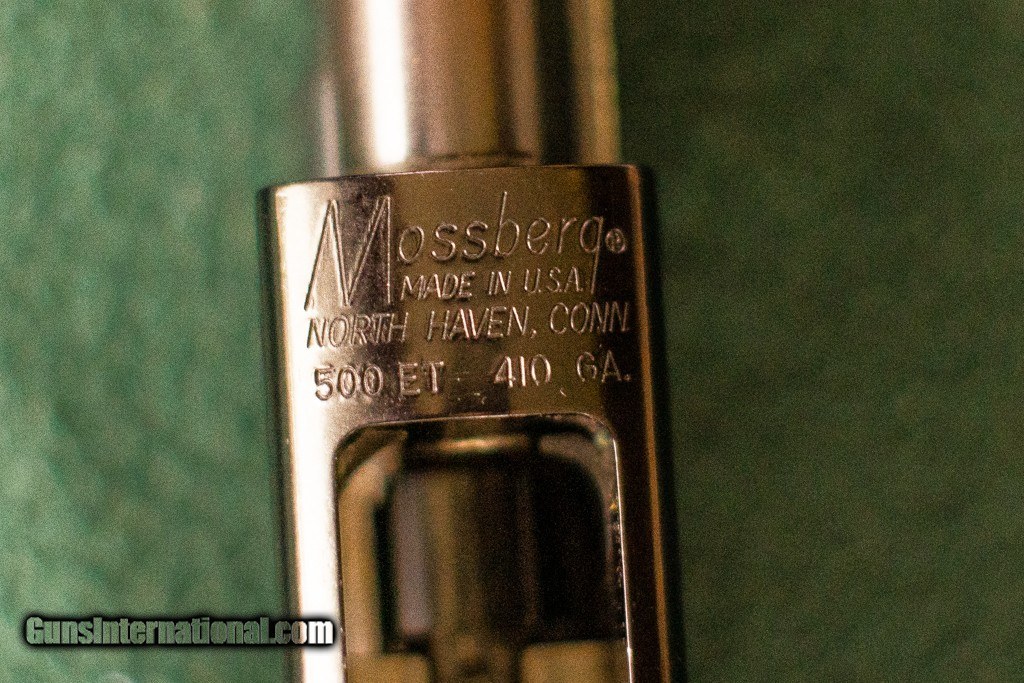 Mossberg®
MADE IN U.S.A.
NORTH HAVEN, CONN.
500 ET 410 GA.
GunsInternational.com